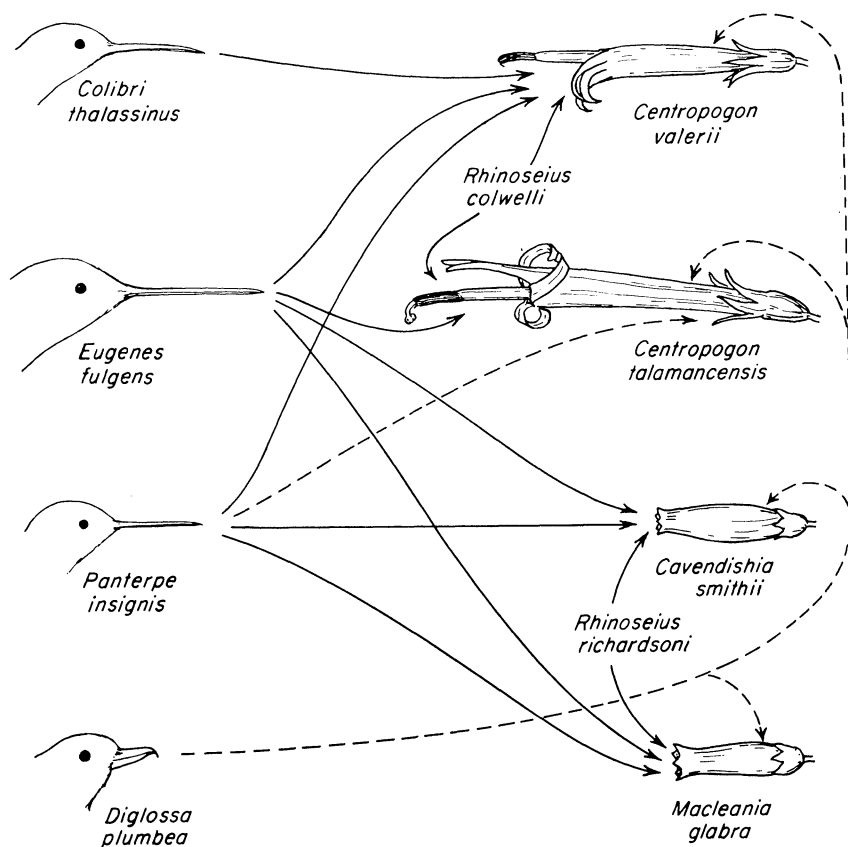 Colibri
thalassinus
Centropogon
valerii
Rhinoseius
colwelli
Eugenes
fulgens
Centropogon
talamancensis
Panterpe
insignis
Cavendishia
smithii
Rhinoseius
richardsoni
Diglossa
plumbea
Macleania
glabra